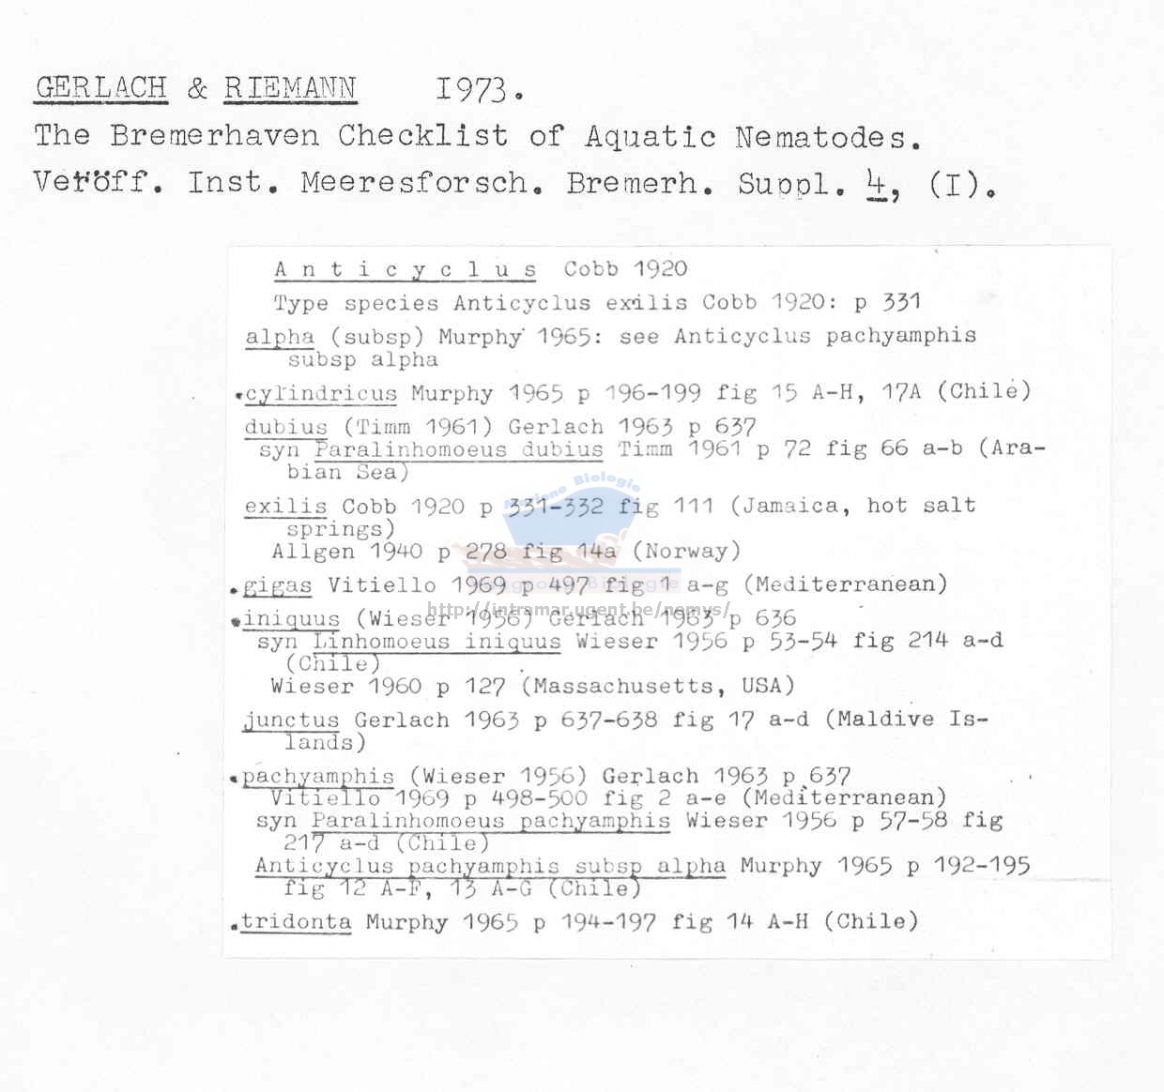 GERLACH & RIEMANN I973.
The Bremerhaven Checklist of Aquatic Nematodes.
Veröff. Inst. Meeresforsch. Bremerh. Suppl. 4, (I).
Anticyclus Cobb 1920
Type species Anticyclus exilis Cobb 1920: p 331
alpha (subsp) Murphy 1965: see Anticyclus pachyamphis
subsp alpha
•cylindricus Murphy 1965 p 196-199 fig 15 A-H, 17A (Chile)
dubius (Timm 1961) Gerlach 1963 p 637
syn Paralinhomoeus dubius Timm 1961 p 72 fig 66 a-b (Ara-
bian Sea)
exilis Cobb 1920 p 331-332 fig 111 (Jamaica, hot salt
springs)
Allgen 1940 p 278 fig 14a (Norway)
•gigas Vitiello 1969 p 497 fig 1 a-g (Mediterranean)
http://intramar.ugent.be/nemys/
•iniquus (Wieser 1956) Gerlach 1963 p 636
syn Linhomoeus iniquus Wieser 1956 p 53-54 fig 214 a-d
(Chile)
Wieser 1960 p 127 (Massachusetts, USA)
junctus Gerlach 1963 p 637-638 fig 17 a-d (Maldive Is-
lands)
•pachyamphis (Wieser 1956) Gerlach 1963 p 637
Vitiello 1969 p 498-500 fig 2 a-e (Mediterranean)
syn Paralinhomoeus pachyamphis Wieser 1956 p 57-58 fig
217 a-d (Chile)
Anticyclus pachyamphis subsp alpha Murphy 1965 p 192-195
fig 12 A-F, 13 A-G (Chile)
•tridonta Murphy 1965 p 194-197 fig 14 A-H (Chile)